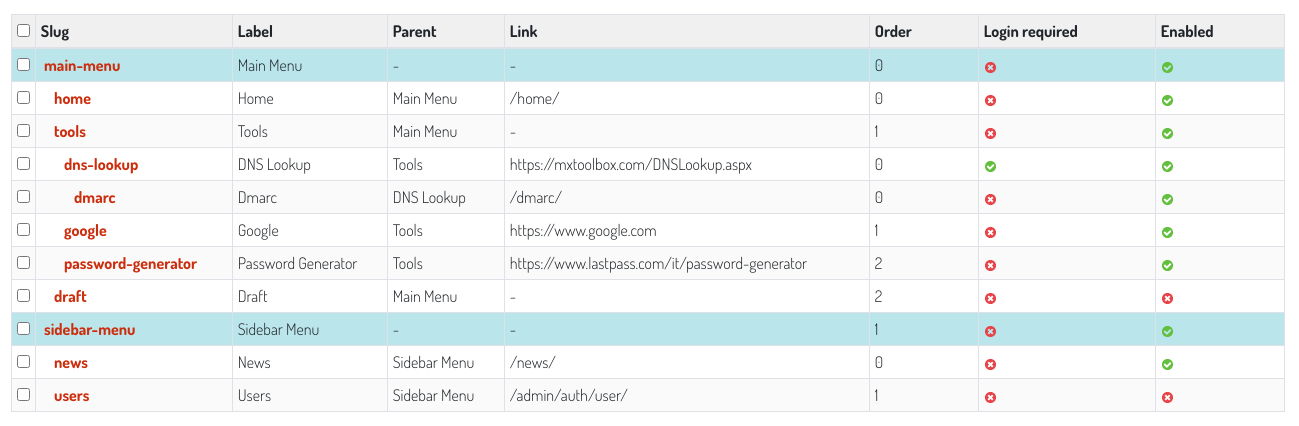 Slug Label Parent Link Order Login required Enabled
main-menu Main Menu - - 0
home Home Main Menu /home/ 0
tools Tools Main Menu - 1
dns-lookup DNS Lookup Tools https://mxtoolbox.com/DNSLookup.aspx 0
dmarc Dmarc DNS Lookup /dmarc/ 0
google Google Tools https://www.google.com 1
password-generator Password Generator Tools https://www.lastpass.com/it/password-generator 2
draft Draft Main Menu - 2
sidebar-menu Sidebar Menu - - 1
news News Sidebar Menu /news/ 0
users Users Sidebar Menu /admin/auth/user/ 1